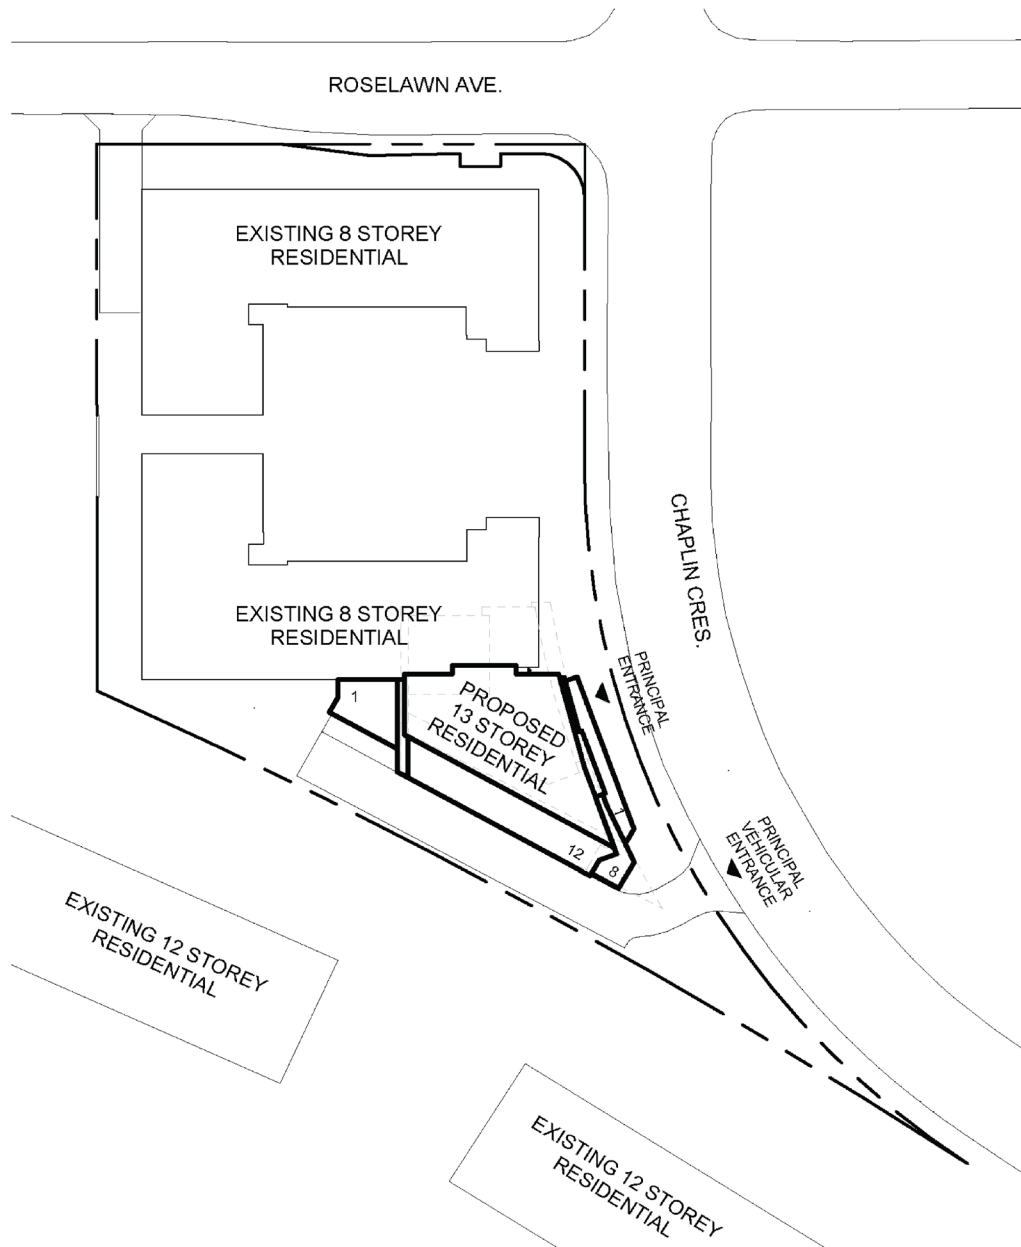 ROSELAWN AVE.
EXISTING 8 STOREY
RESIDENTIAL
CHAPLIN CRES.
EXISTING 8 STOREY
RESIDENTIAL
PRINCIPAL
ENTRANCE
1
PROPOSED
13 STOREY
RESIDENTIAL
1
12
8
PRINCIPAL
VEHICULAR
ENTRANCE
EXISTING 12 STOREY
RESIDENTIAL
EXISTING 12 STOREY
RESIDENTIAL